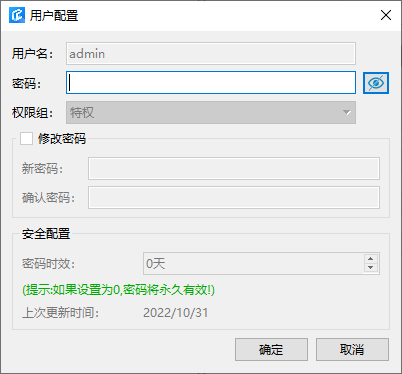 用户配置
用户名： admin
密码：
权限组： 特权
修改密码
新密码：
确认密码：
安全配置
密码时效： 0天
(提示:如果设置为0,密码将永久有效!)
上次更新时间： 2022/10/31
确定 取消